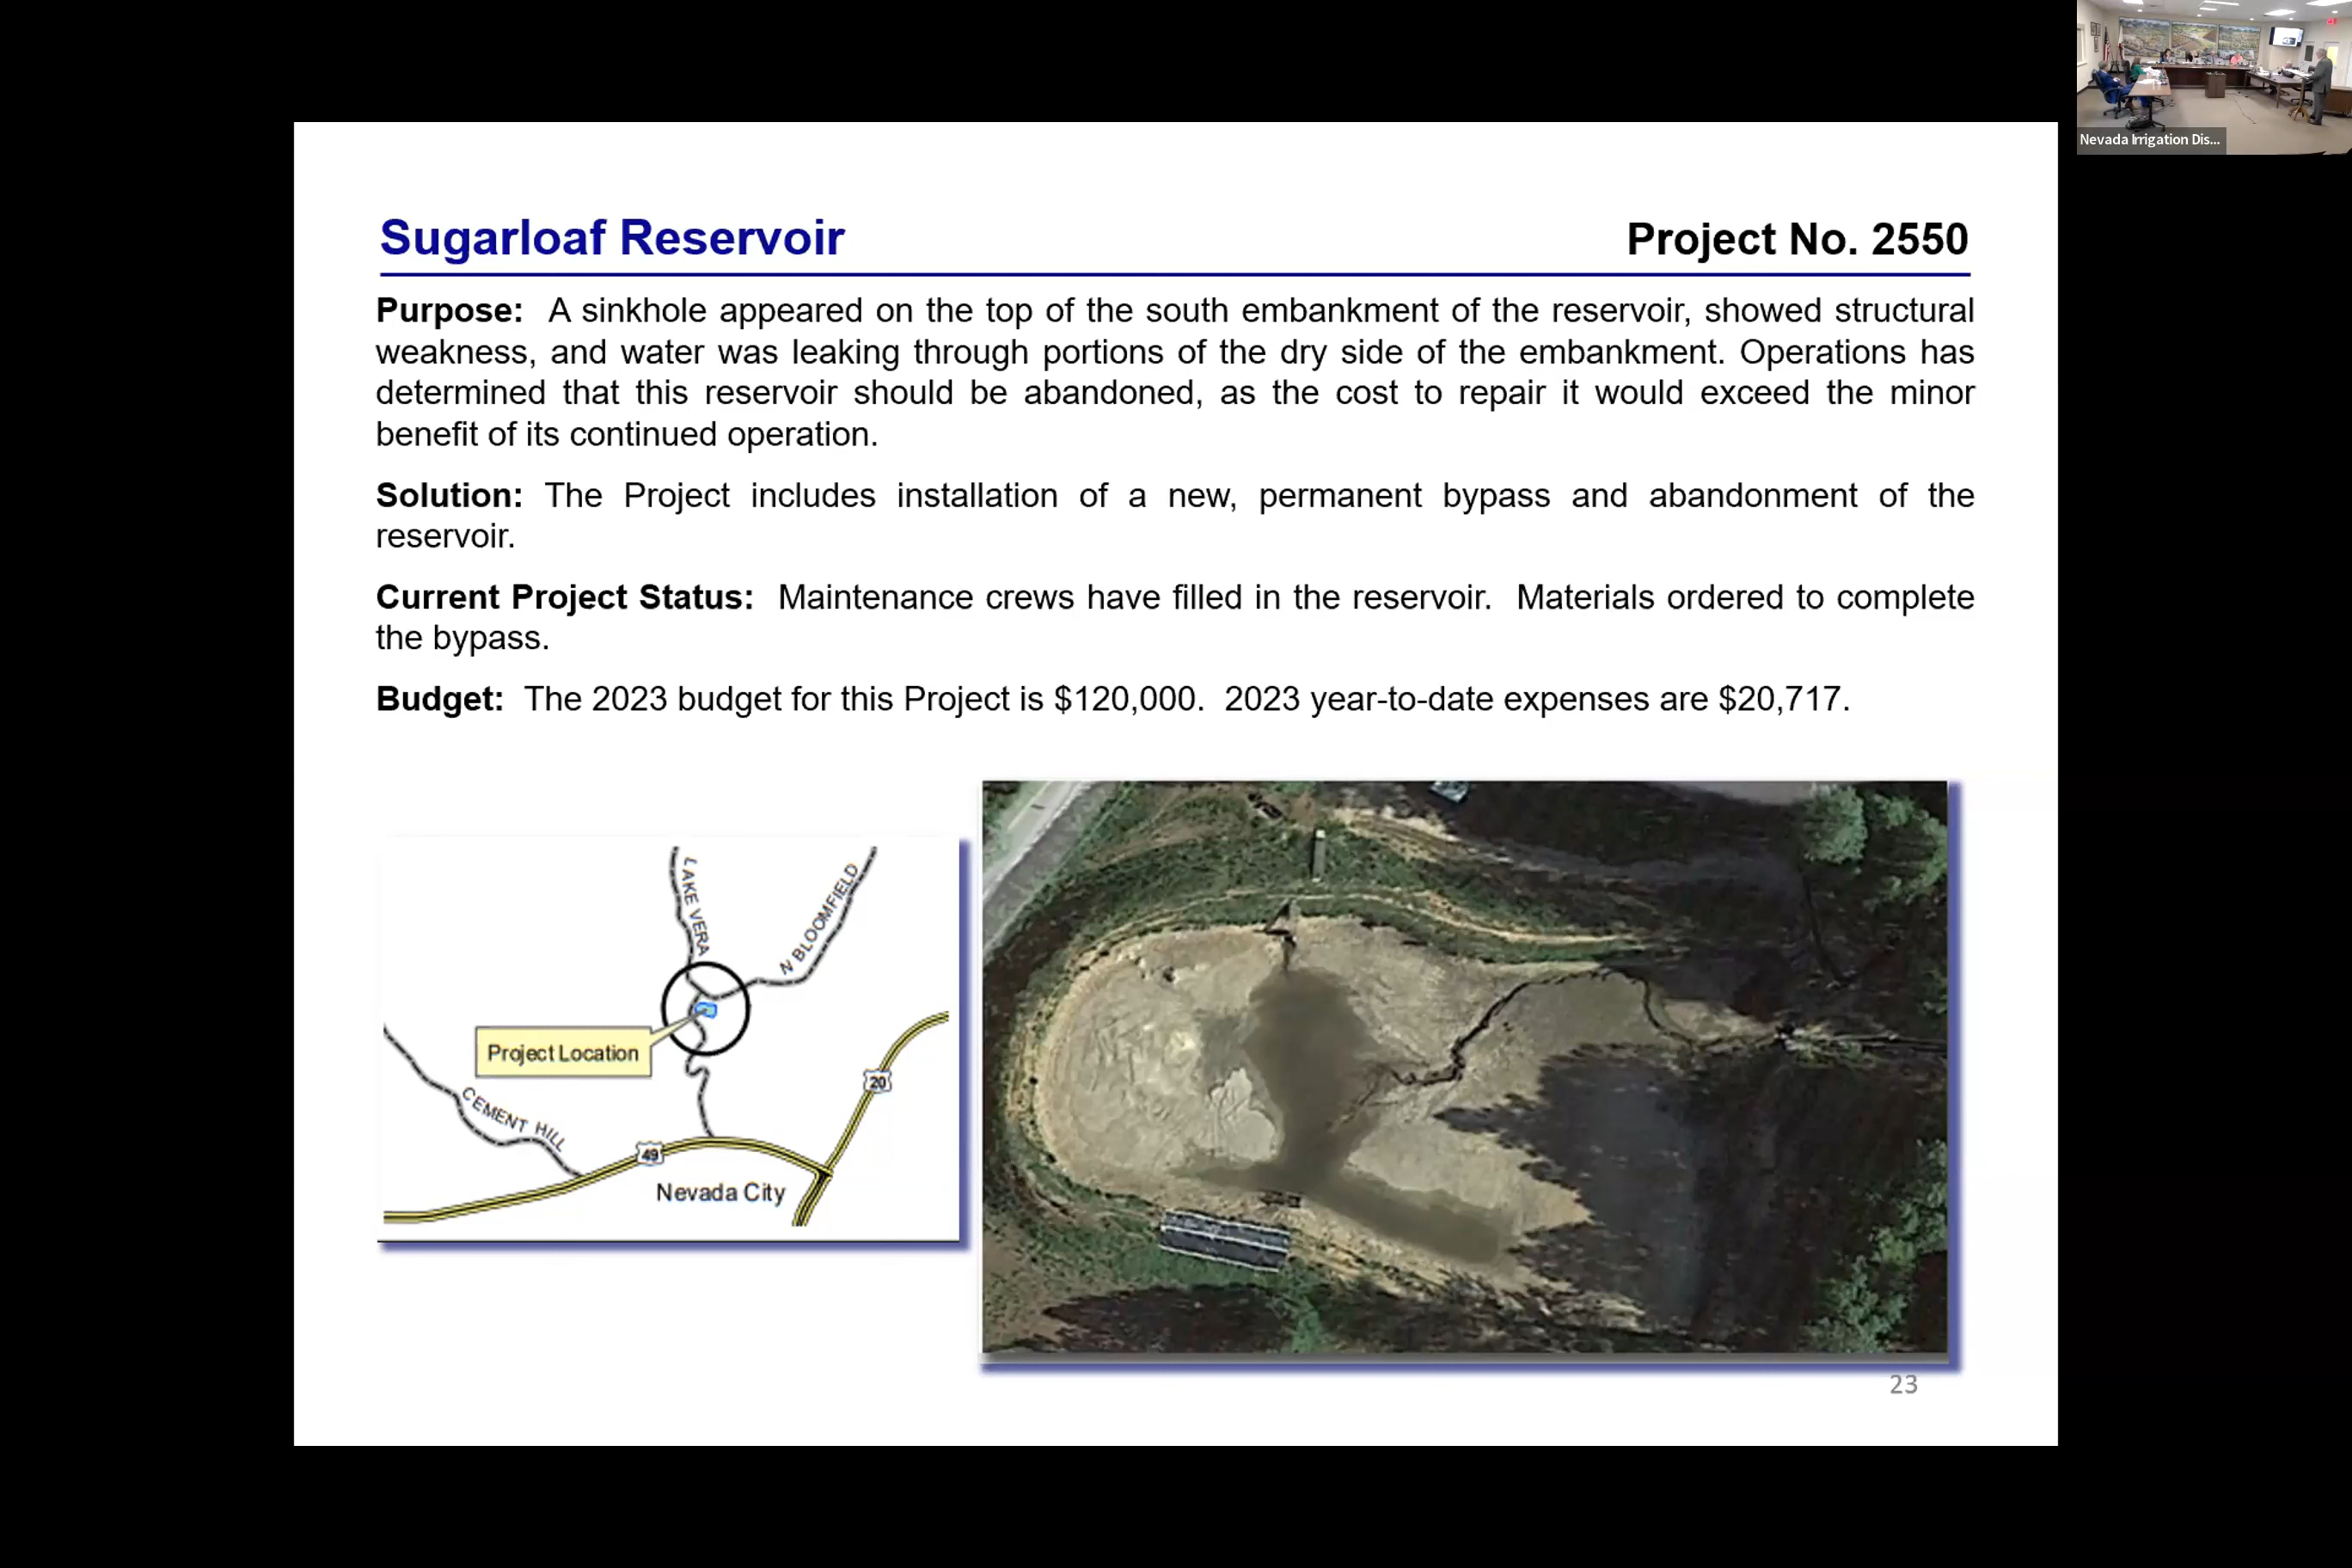 Nevada Irrigation Dis...
Sugarloaf Reservoir
Project No. 2550
Purpose: A sinkhole appeared on the top of the south embankment of the reservoir, showed structural
weakness, and water was leaking through portions of the dry side of the embankment. Operations has
determined that this reservoir should be abandoned, as the cost to repair it would exceed the minor
benefit of its continued operation.
Solution: The Project includes installation of a new, permanent bypass and abandonment of the
reservoir.
Current Project Status: Maintenance crews have filled in the reservoir. Materials ordered to complete
the bypass.
Budget: The 2023 budget for this Project is $120,000. 2023 year-to-date expenses are $20,717.
LAKE VERA
N BLOOMFIELD
Project Location
20
CEMENT HILL
49
Nevada City
23